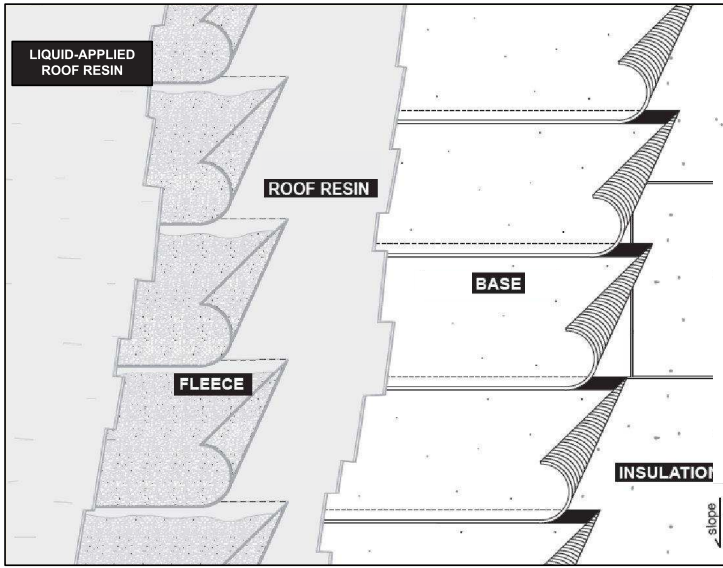 LIQUID-APPLIED
ROOF RESIN
ROOF RESIN
BASE
FLEECE
INSULATION
slope